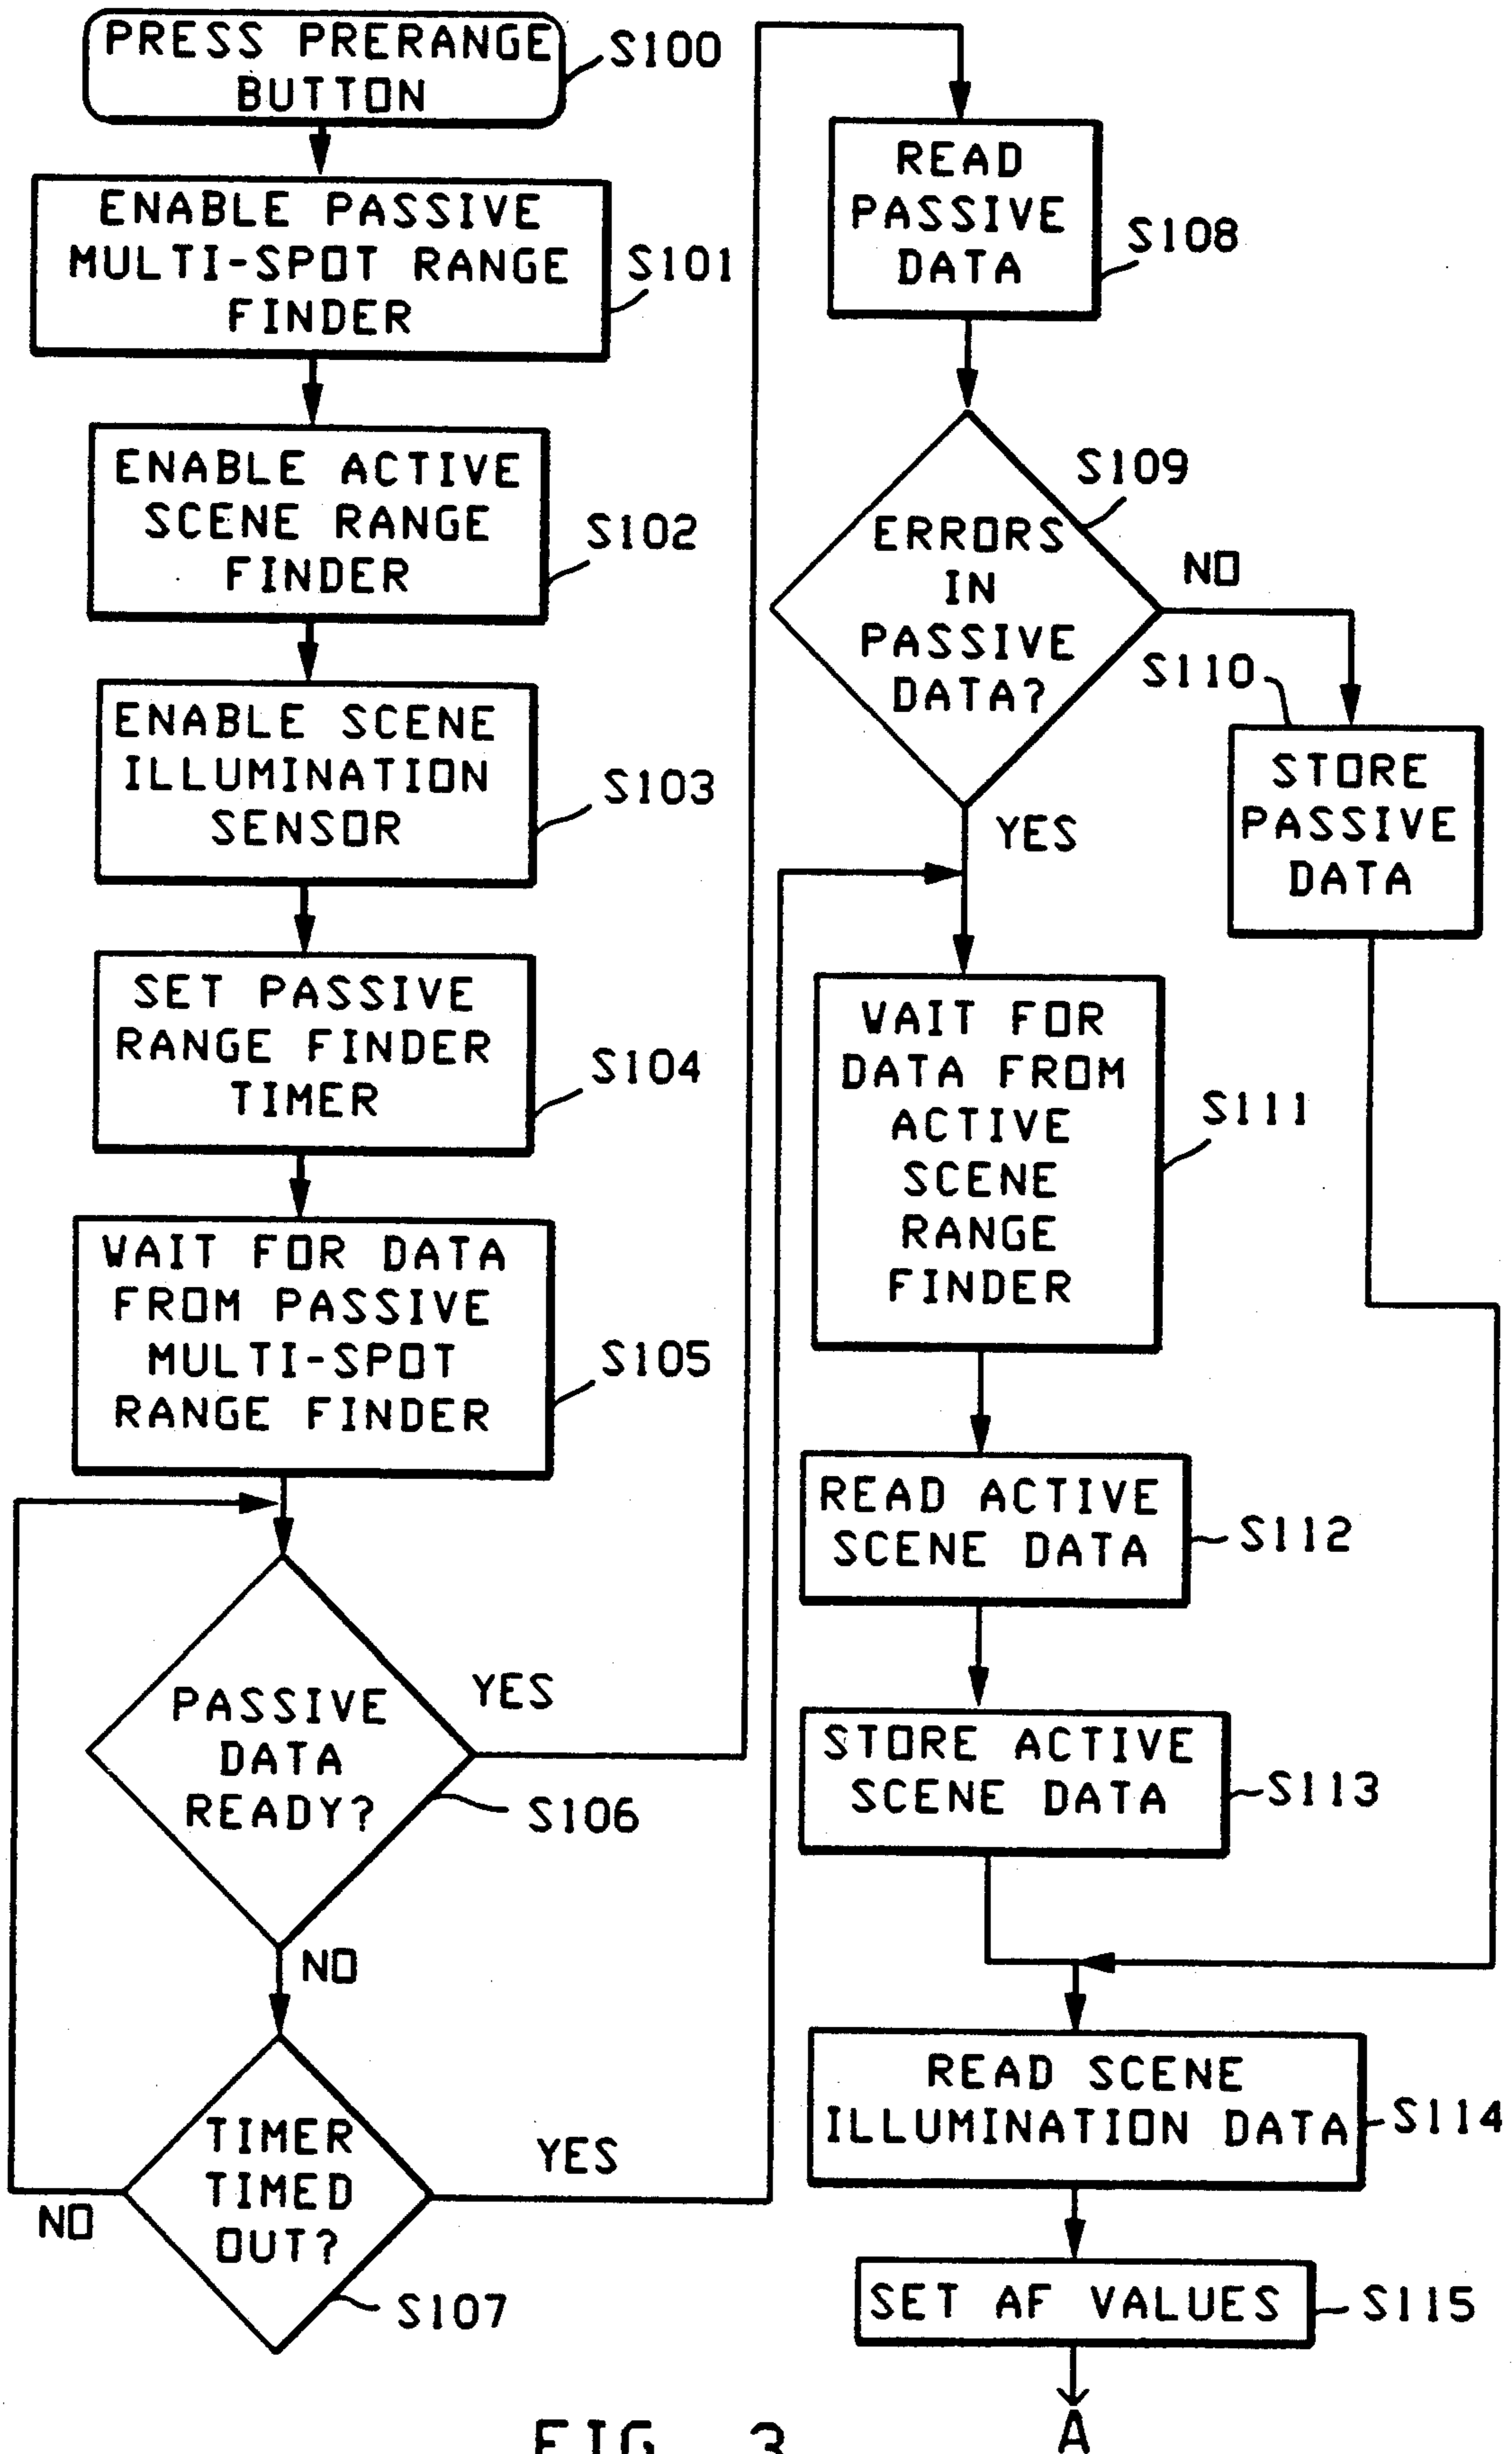 PRESS PRERANGE
BUTTON
S100
ENABLE PASSIVE
MULTI-SPOT RANGE
FINDER
S101
ENABLE ACTIVE
SCENE RANGE
FINDER
S102
ENABLE SCENE
ILLUMINATION
SENSOR
S103
SET PASSIVE
RANGE FINDER
TIMER
S104
WAIT FOR DATA
FROM PASSIVE
MULTI-SPOT
RANGE FINDER
S105
PASSIVE
DATA
READY?
YES
S106
NO
TIMER
TIMED
OUT?
YES
NO
S107
READ
PASSIVE
DATA
S108
ERRORS
IN
PASSIVE
DATA?
S109
NO
YES
S110
STORE
PASSIVE
DATA
WAIT FOR
DATA FROM
ACTIVE
SCENE
RANGE
FINDER
S111
READ ACTIVE
SCENE DATA
S112
STORE ACTIVE
SCENE DATA
S113
READ SCENE
ILLUMINATION DATA
S114
SET AF VALUES
S115
A
FIG. 3